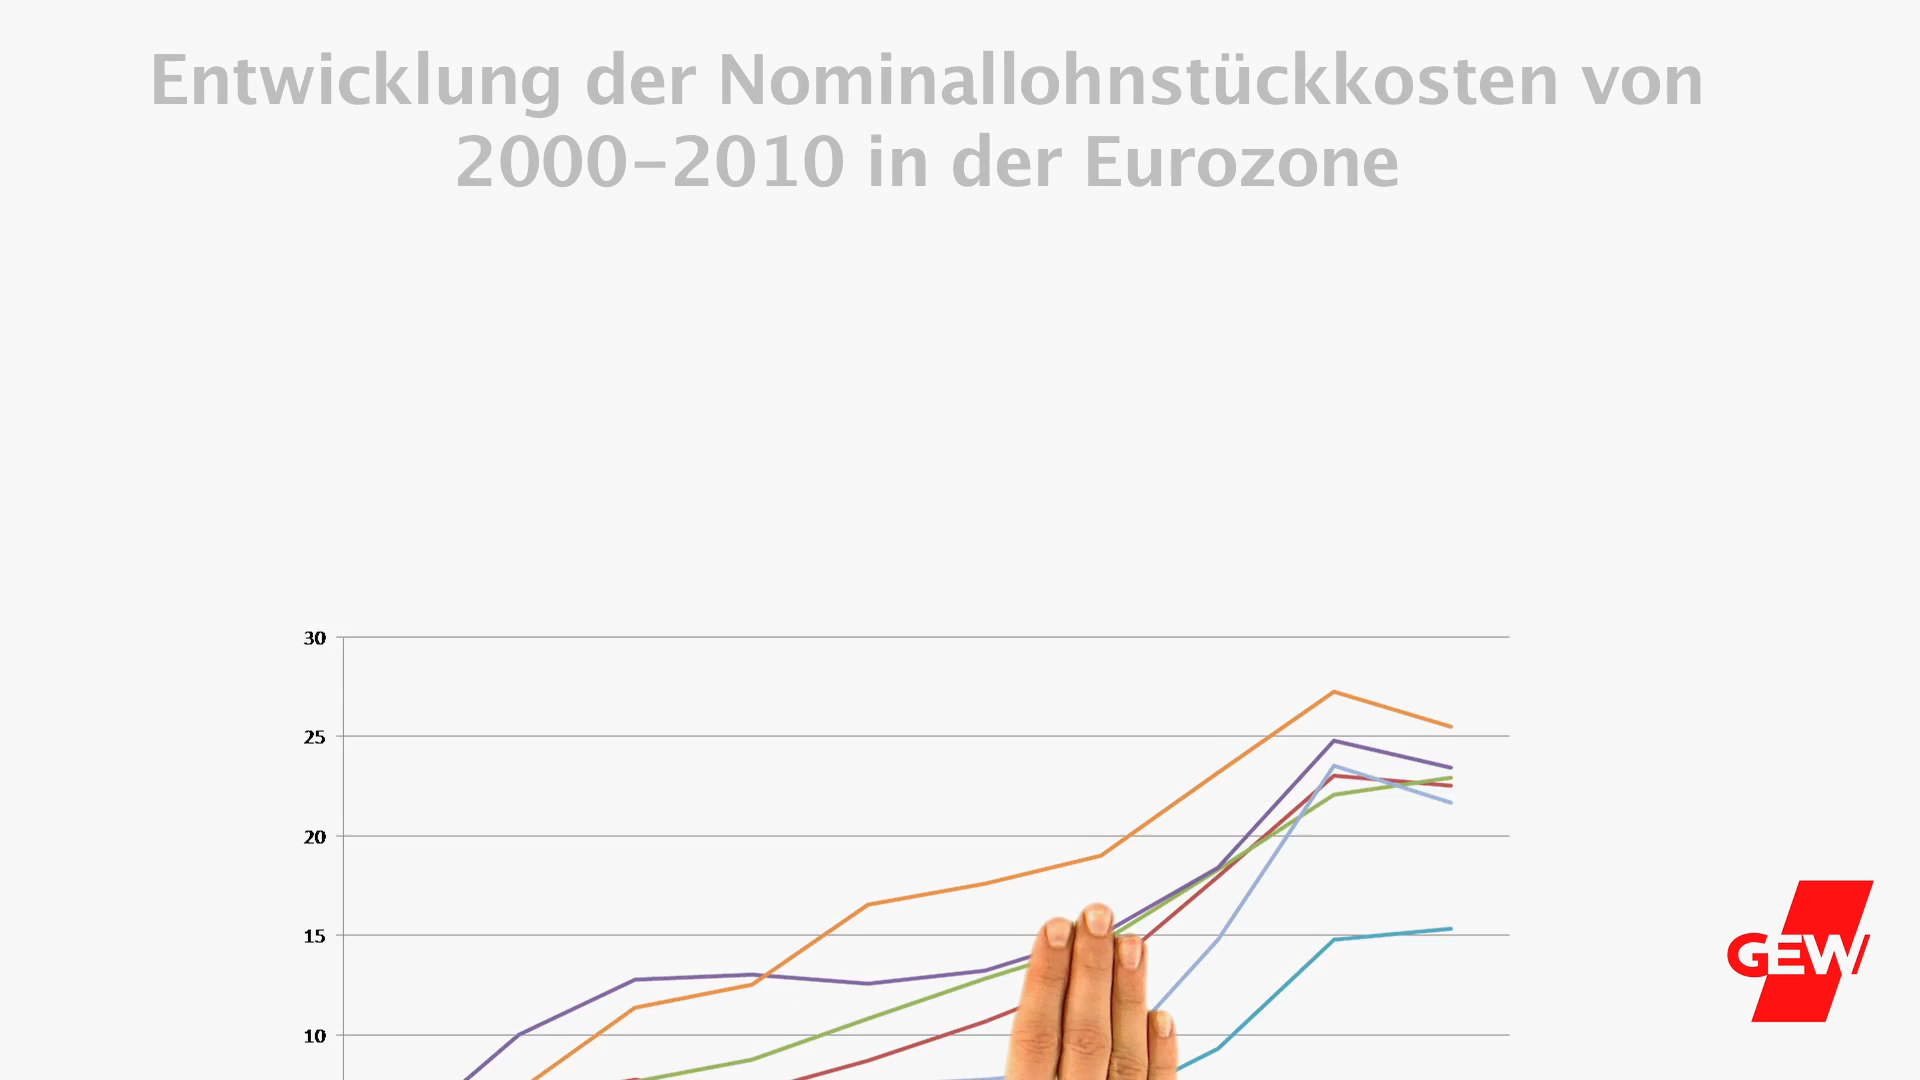 Entwicklung der Nominallohnstückkosten von
2000-2010 in der Eurozone
30
25
20
15
10
GEW